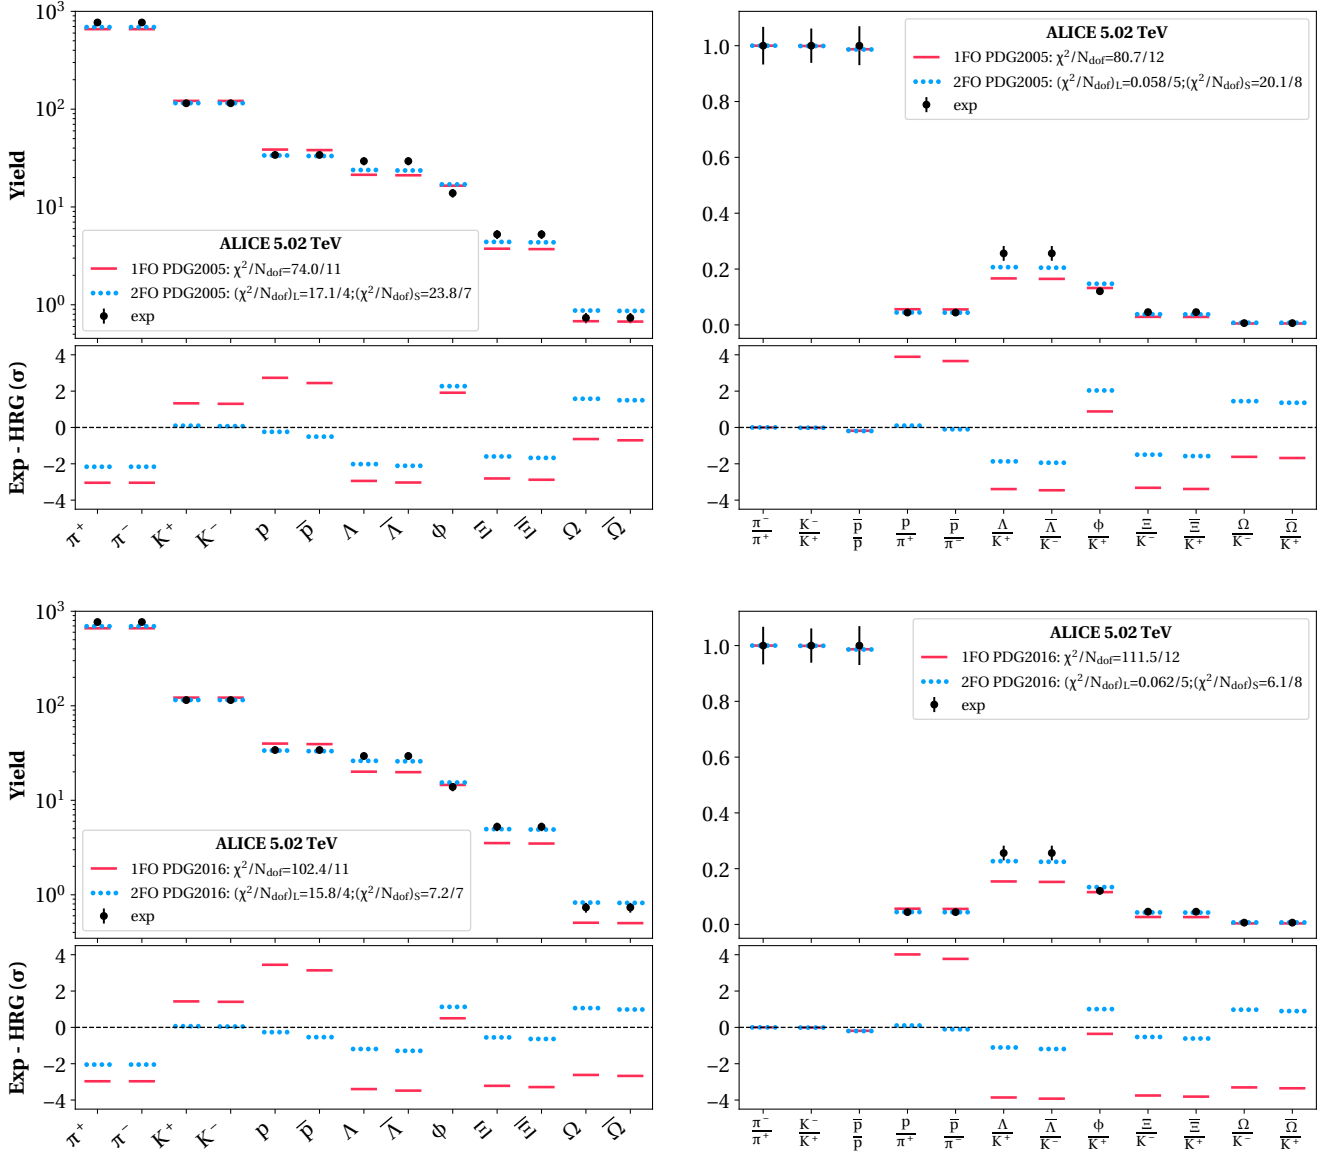 10³
10²
10¹
10⁰
Yield
ALICE 5.02 TeV
1FO PDG2005: χ²/N_dof=74.0/11
2FO PDG2005: (χ²/N_dof)_L=17.1/4;(χ²/N_dof)_S=23.8/7
exp
4
2
0
−2
−4
Exp - HRG (σ)
π⁺ π⁻ K⁺ K⁻ p p̅ Λ Λ̅ ϕ Ξ Ξ̅ Ω Ω̅
1.0
0.8
0.6
0.4
0.2
0.0
ALICE 5.02 TeV
1FO PDG2005: χ²/N_dof=80.7/12
2FO PDG2005: (χ²/N_dof)_L=0.058/5;(χ²/N_dof)_S=20.1/8
exp
4
2
0
−2
−4
π⁻/π⁺ K⁻/K⁺ p̅/p p/π⁺ p̅/π⁻ Λ/K⁺ Λ̅/K⁻ ϕ/K⁺ Ξ/K⁻ Ξ̅/K⁺ Ω/K⁻ Ω̅/K⁺
10³
10²
10¹
10⁰
Yield
ALICE 5.02 TeV
1FO PDG2016: χ²/N_dof=102.4/11
2FO PDG2016: (χ²/N_dof)_L=15.8/4;(χ²/N_dof)_S=7.2/7
exp
4
2
0
−2
−4
Exp - HRG (σ)
π⁺ π⁻ K⁺ K⁻ p p̅ Λ Λ̅ ϕ Ξ Ξ̅ Ω Ω̅
1.0
0.8
0.6
0.4
0.2
0.0
ALICE 5.02 TeV
1FO PDG2016: χ²/N_dof=111.5/12
2FO PDG2016: (χ²/N_dof)_L=0.062/5;(χ²/N_dof)_S=6.1/8
exp
4
2
0
−2
−4
π⁻/π⁺ K⁻/K⁺ p̅/p p/π⁺ p̅/π⁻ Λ/K⁺ Λ̅/K⁻ ϕ/K⁺ Ξ/K⁻ Ξ̅/K⁺ Ω/K⁻ Ω̅/K⁺